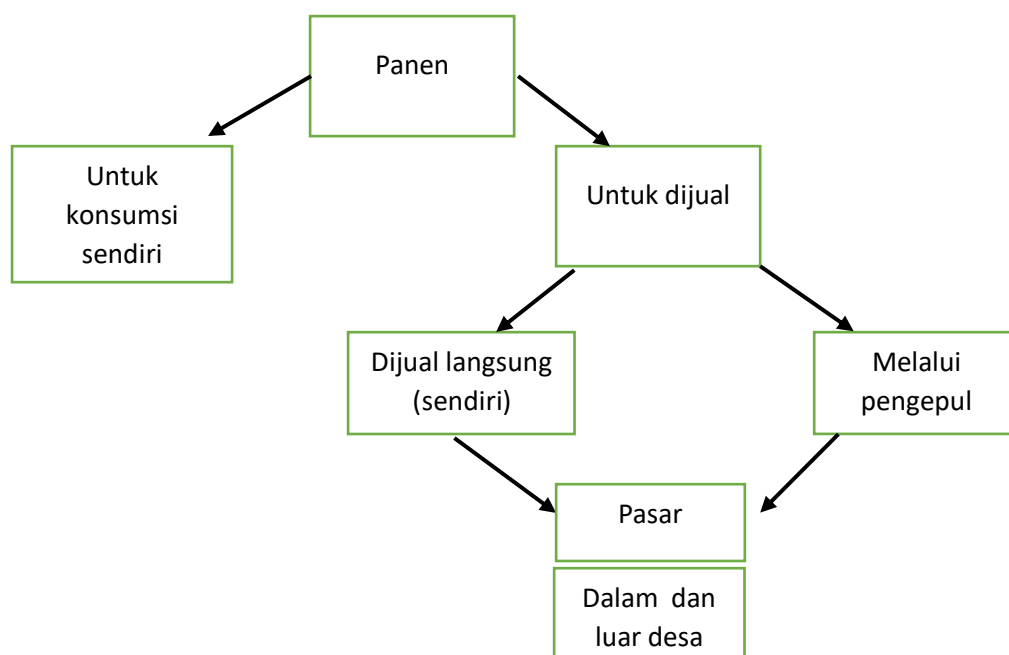 Panen
Untuk
konsumsi
sendiri
Untuk dijual
Dijual langsung
(sendiri)
Melalui
pengepul
Pasar
Dalam  dan
luar desa